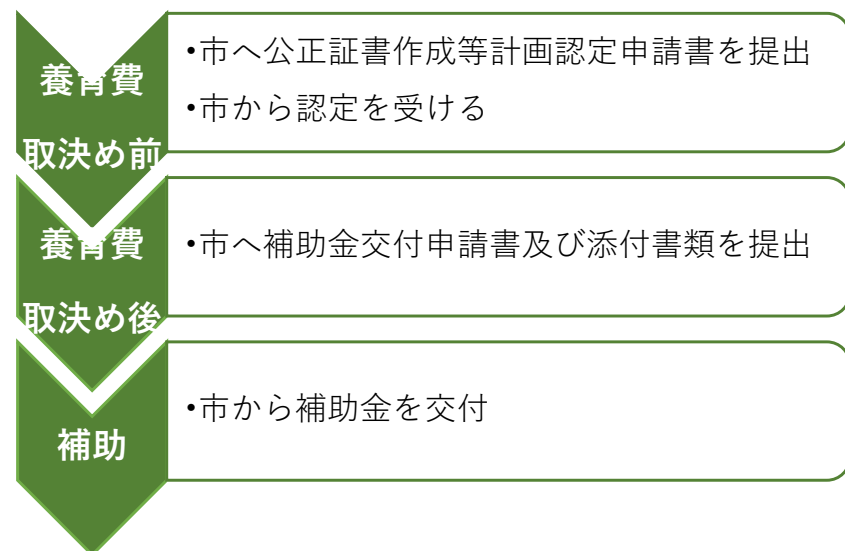 養育費
取決め前
•市へ公正証書作成等計画認定申請書を提出
•市から認定を受ける
養育費
取決め後
•市へ補助金交付申請書及び添付書類を提出
補助
•市から補助金を交付